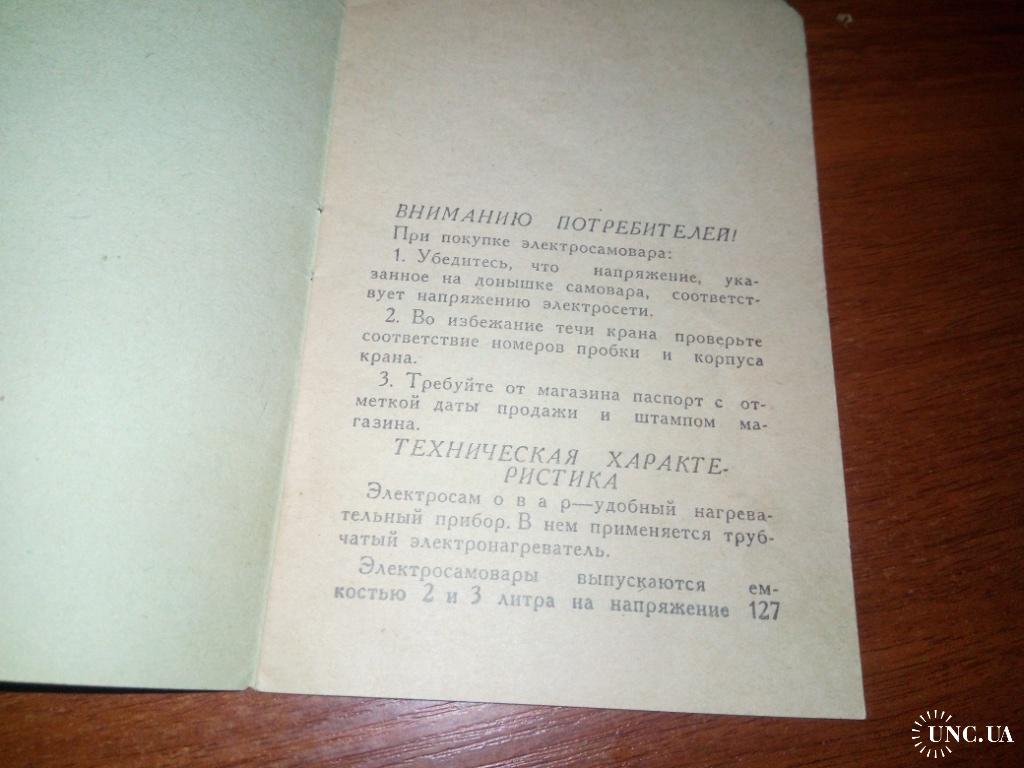 ВНИМАНИЮ ПОТРЕБИТЕЛЕЙ!
При покупке электросамовара:
1. Убедитесь, что напряжение, ука-
занное на донышке самовара, соответст-
вует напряжению электросети.
2. Во избежание течи крана проверьте
соответствие номеров пробки и корпуса
крана.
3. Требуйте от магазина паспорт с от-
меткой даты продажи и штампом ма-
газина.
ТЕХНИЧЕСКАЯ ХАРАКТЕ-
РИСТИКА
Электросам о в а р—удобный нагрева-
тельный прибор. В нем применяется труб-
чатый электронагреватель.
Электросамовары выпускаются ем-
костью 2 и 3 литра на напряжение 127
UNC.UA